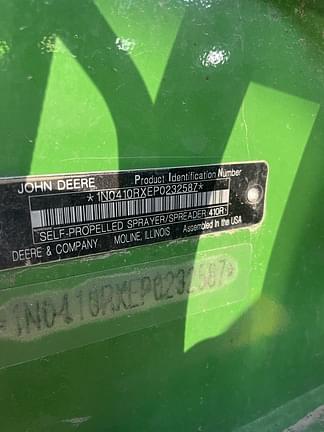 JOHN DEERE Product Identification Number
*1N0410RXEP0232587*
*SELF-PROPELLED SPRAYER/SPREADER 410R*
DEERE & COMPANY MOLINE, ILLINOIS Assembled in the USA
*1N0410RXEP0232587*